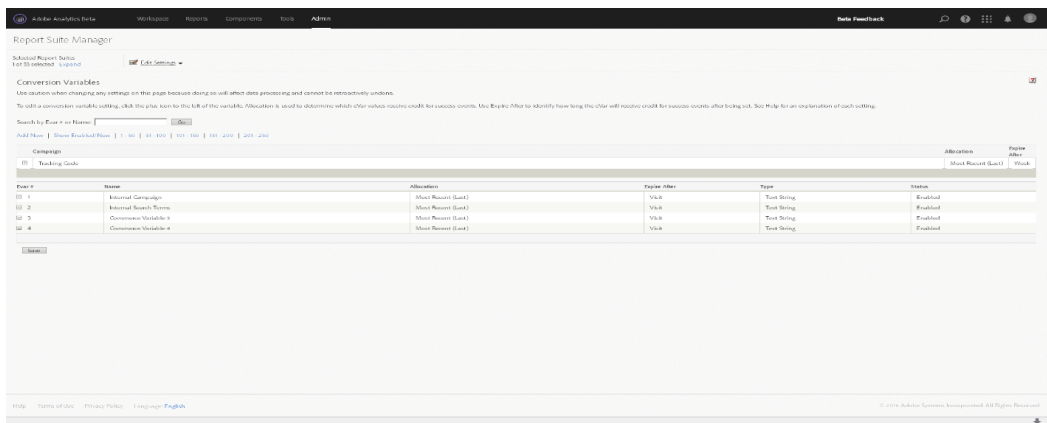 Adobe Analytics Beta Workspace Reports Components Tools Admin Beta Feedback
Report Suite Manager
Selected Report Suites:
1 of 35 selected Expand Edit Settings
Conversion Variables
Use caution when changing any settings on this page because doing so will affect data processing and cannot be retroactively undone.
To edit a conversion variable setting, click the plus icon to the left of the variable. Allocation is used to determine which eVar values receive credit for success events. Use Expire After to identify how long the eVar will receive credit for success events after being set. See Help for an explanation of each setting.
Search by Evar # or Name: Go
Add New | Show Enabled/New | 1 - 50 | 51 - 100 | 101 - 150 | 151 - 200 | 201 - 250
Campaign Allocation Expire After
Tracking Code Most Recent (Last) Week
Evar # Name Allocation Expire After Type Status
1 Internal Campaign Most Recent (Last) Visit Text String Enabled
2 Internal Search Terms Most Recent (Last) Visit Text String Enabled
3 Commerce Variable 3 Most Recent (Last) Visit Text String Enabled
4 Commerce Variable 4 Most Recent (Last) Visit Text String Enabled
Save
Help Terms of Use Privacy Policy Language: English Adobe Systems Incorporated. All Rights Reserved